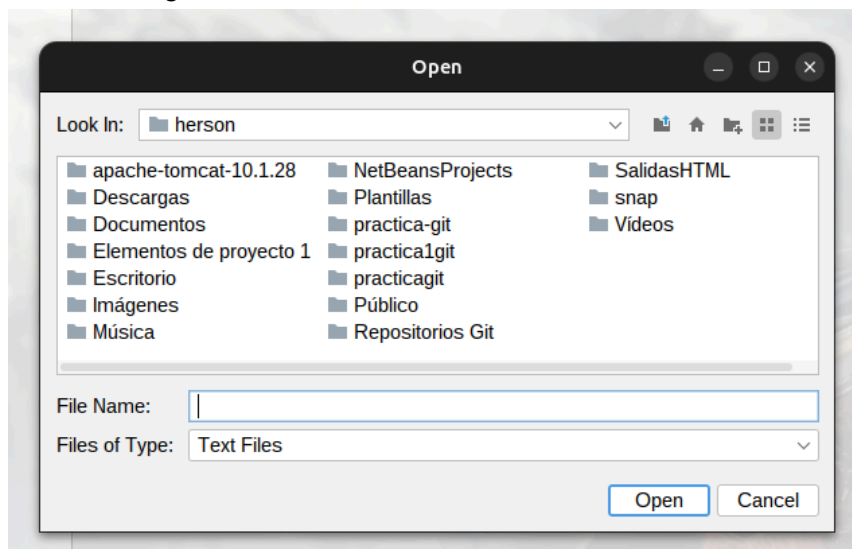 Open
Look In: herson
apache-tomcat-10.1.28
Descargas
Documentos
Elementos de proyecto 1
Escritorio
Imágenes
Música
NetBeansProjects
Plantillas
practica-git
practica1git
practicagit
Público
Repositorios Git
SalidasHTML
snap
Vídeos
File Name:
Files of Type: Text Files
Open Cancel